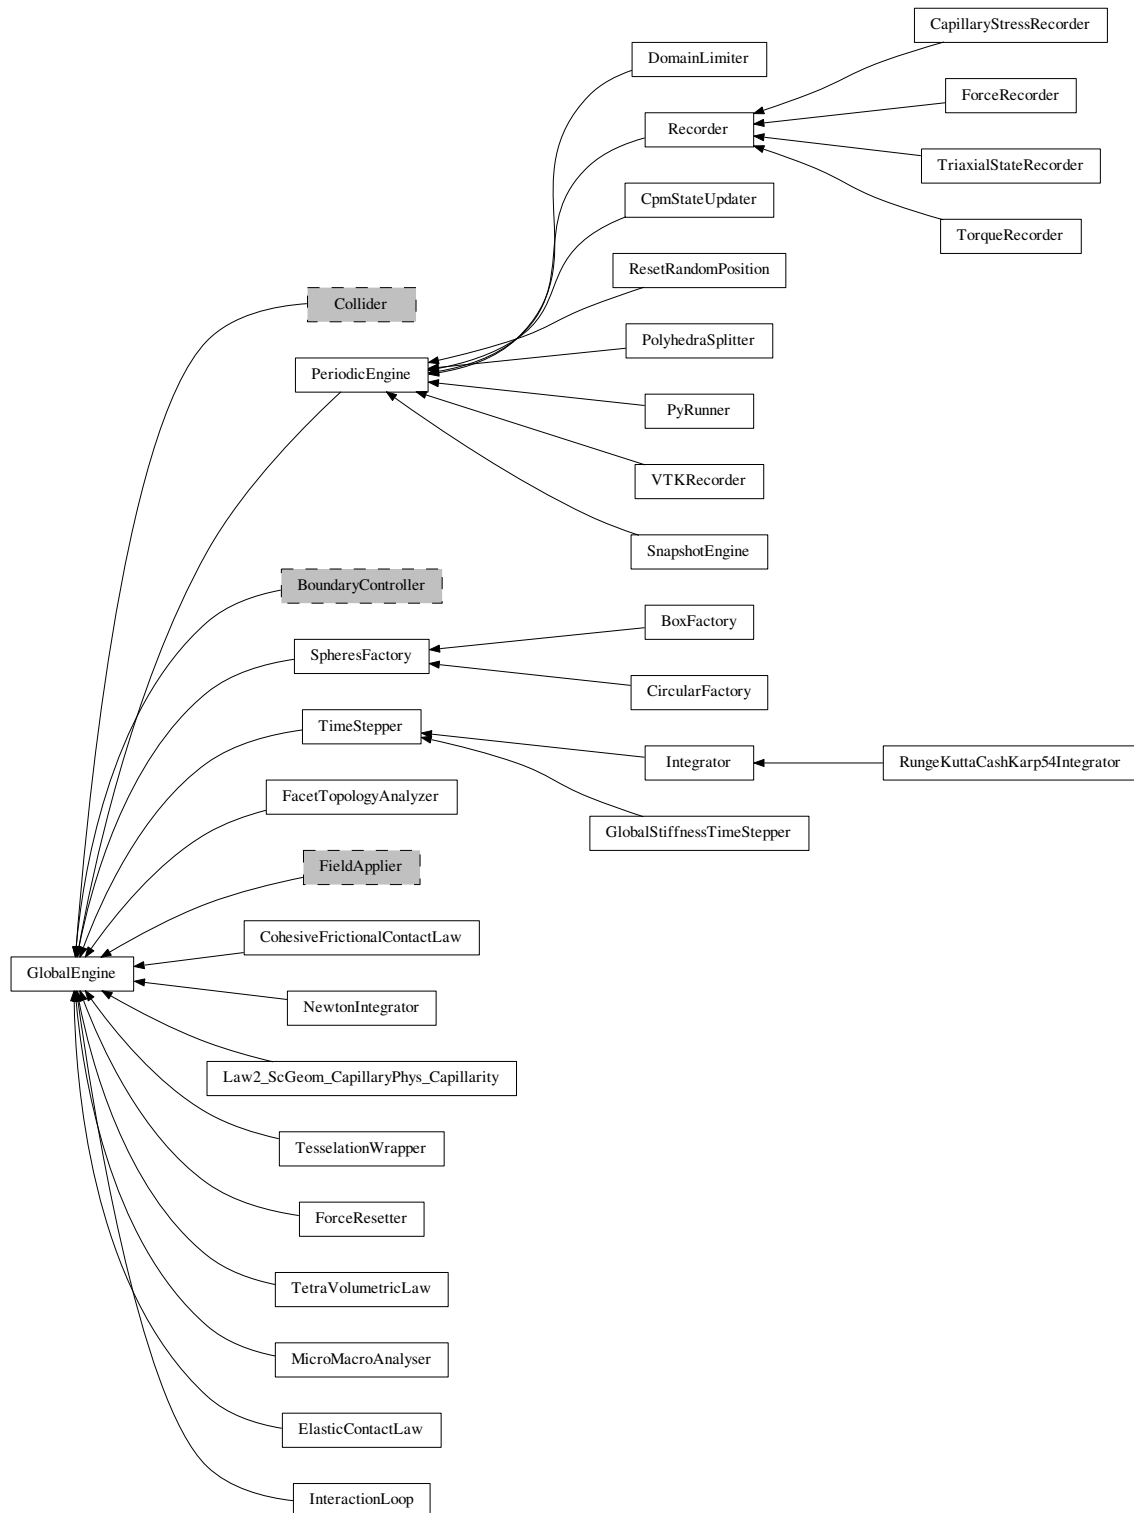 CapillaryStressRecorder
DomainLimiter
ForceRecorder
Recorder
TriaxialStateRecorder
CpmStateUpdater
TorqueRecorder
ResetRandomPosition
Collider
PolyhedraSplitter
PeriodicEngine
PyRunner
VTKRecorder
SnapshotEngine
BoundaryController
BoxFactory
SpheresFactory
CircularFactory
TimeStepper
Integrator
RungeKuttaCashKarp54Integrator
FacetTopologyAnalyzer
GlobalStiffnessTimeStepper
FieldApplier
CohesiveFrictionalContactLaw
GlobalEngine
NewtonIntegrator
Law2_ScGeom_CapillaryPhys_Capillarity
TesselationWrapper
ForceResetter
TetraVolumetricLaw
MicroMacroAnalyser
ElasticContactLaw
InteractionLoop